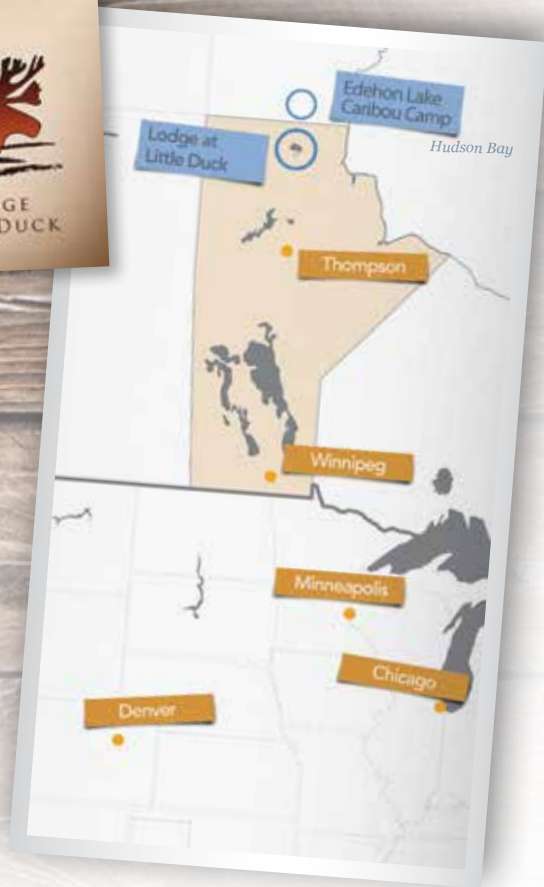 GE
DUCK
Edehon Lake
Caribou Camp
Hudson Bay
Lodge at
Little Duck
Thompson
Winnipeg
Minneapolis
Chicago
Denver